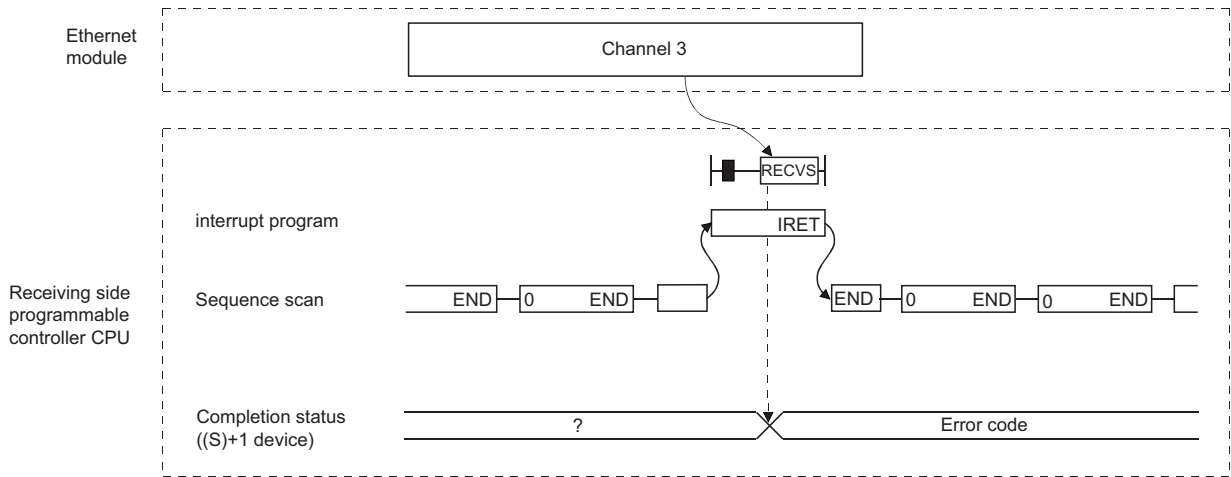 Ethernet
module
Channel 3
RECVS
interrupt program
IRET
Receiving side
programmable
controller CPU
Sequence scan
END 0 END END 0 END 0 END
Completion status
((S)+1 device)
?
Error code